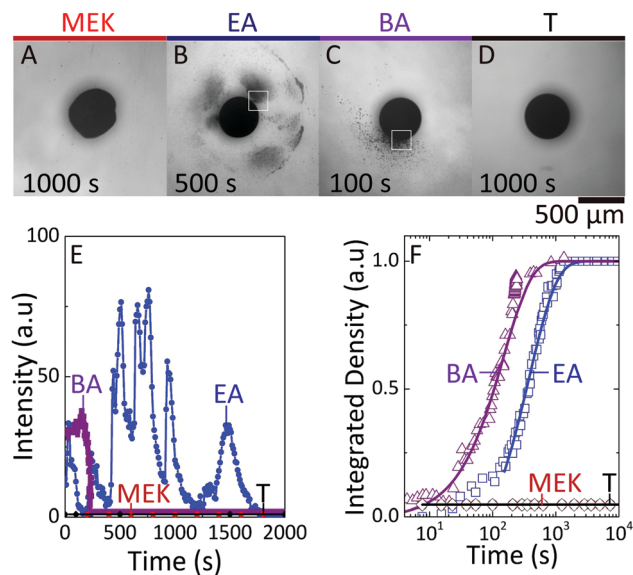 MEK EA BA T
A B C D
1000 s 500 s 100 s 1000 s
500 μm
E
100
50
0
Intensity (a.u)
BA
EA
MEK
T
0 500 1000 1500 2000
Time (s)
F
1.0
0.5
0.0
Integrated Density (a.u)
BA
EA
MEK
T
10¹ 10² 10³ 10⁴
Time (s)